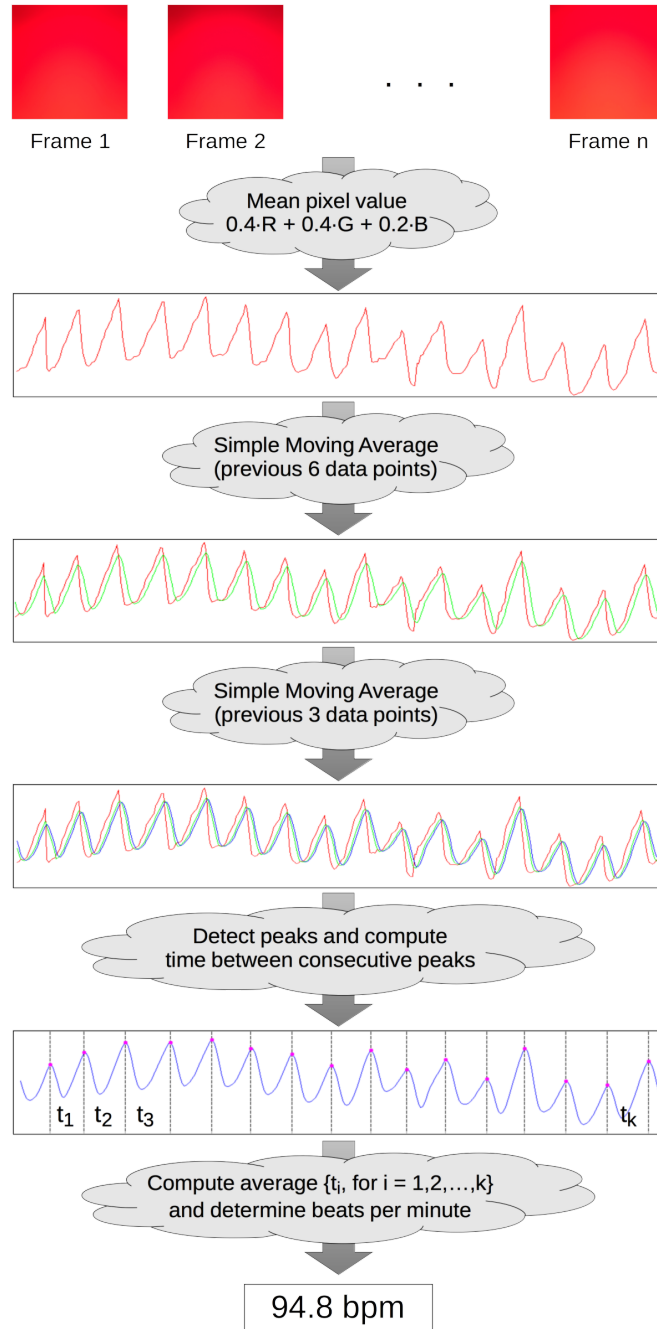 Frame 1
Frame 2
. . .
Frame n
Mean pixel value
0.4·R + 0.4·G + 0.2·B
Simple Moving Average
(previous 6 data points)
Simple Moving Average
(previous 3 data points)
Detect peaks and compute
time between consecutive peaks
t₁ t₂ t₃ tₖ
Compute average {tᵢ, for i = 1,2,...,k}
and determine beats per minute
94.8 bpm